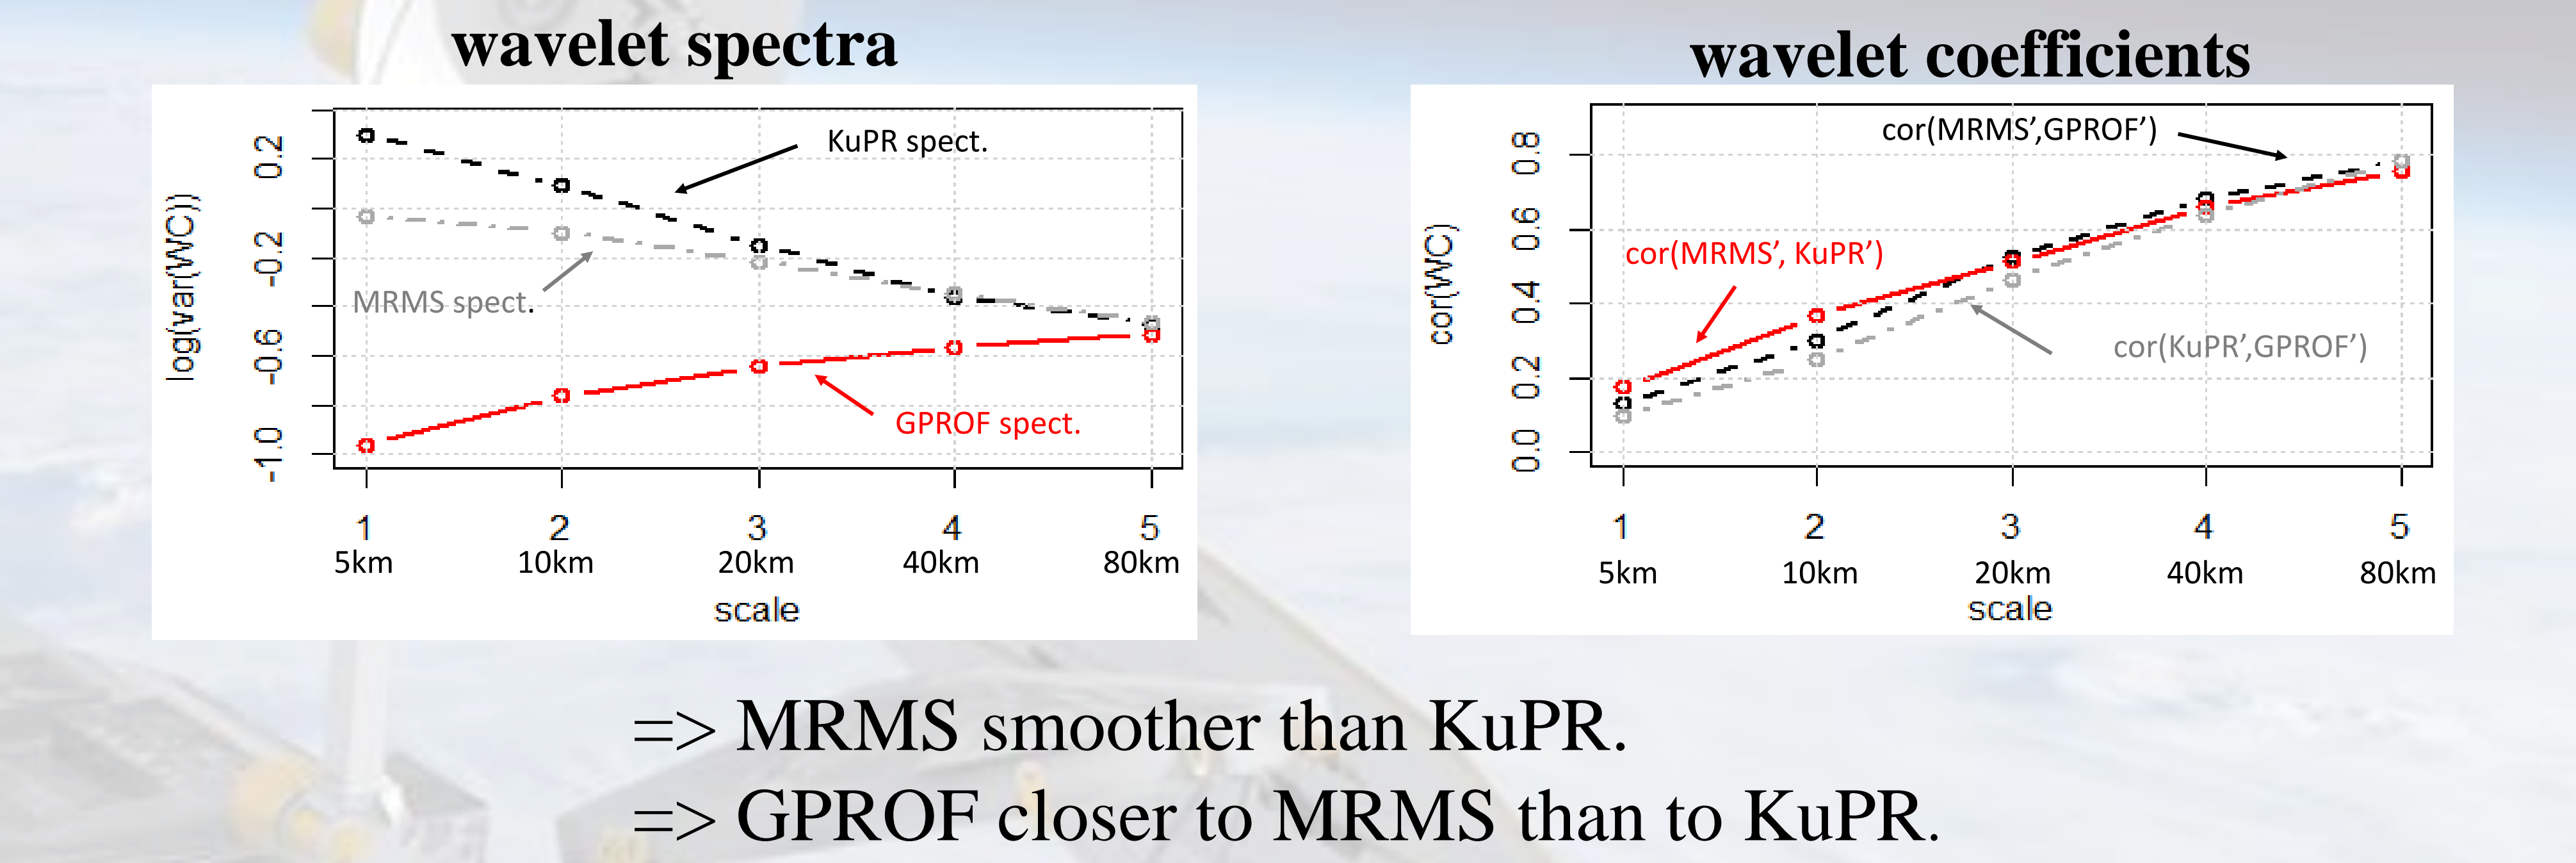 wavelet spectra
log(var(WC))
0.2
-0.2
-0.6
-1.0
KuPR spect.
MRMS spect.
GPROF spect.
1 2 3 4 5
5km 10km 20km 40km 80km
scale
wavelet coefficients
cor(WC)
0.8
0.6
0.4
0.2
0.0
cor(MRMS’,GPROF’)
cor(MRMS’, KuPR’)
cor(KuPR’,GPROF’)
1 2 3 4 5
5km 10km 20km 40km 80km
scale
=> MRMS smoother than KuPR.
=> GPROF closer to MRMS than to KuPR.